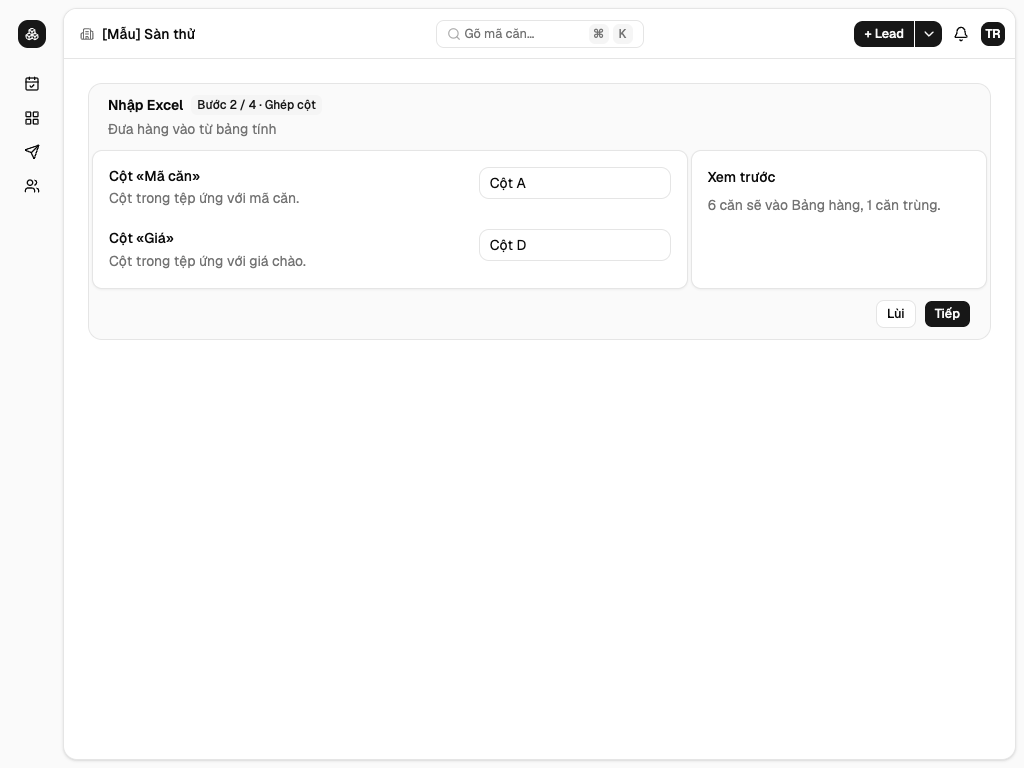 [Mẫu] Sàn thử
Gõ mã căn… ⌘ K
+ Lead
TR
Nhập Excel Bước 2 / 4 · Ghép cột
Đưa hàng vào từ bảng tính
Cột «Mã căn»
Cột trong tệp ứng với mã căn.
Cột A
Cột «Giá»
Cột trong tệp ứng với giá chào.
Cột D
Xem trước
6 căn sẽ vào Bảng hàng, 1 căn trùng.
Lùi
Tiếp